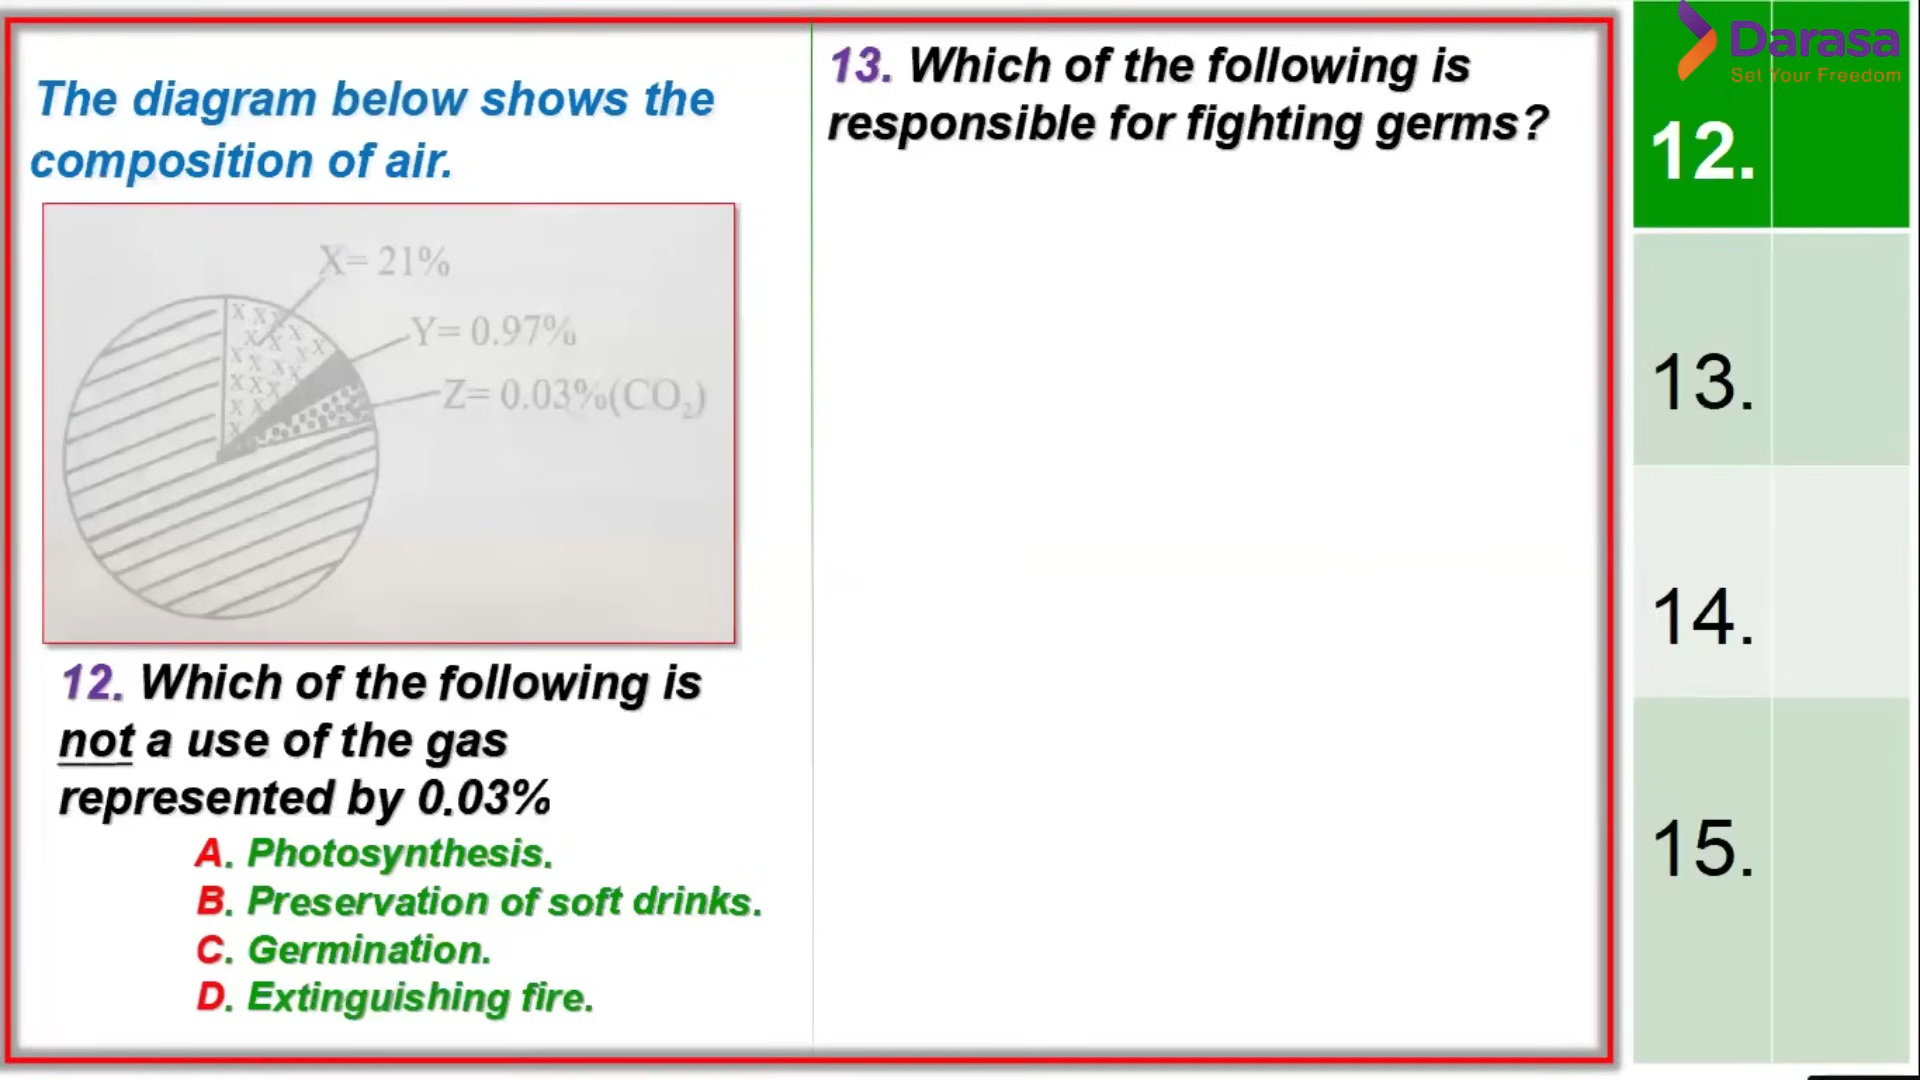 The diagram below shows the
composition of air.
X= 21%
Y= 0.97%
Z= 0.03%(CO₂)
12. Which of the following is
not a use of the gas
represented by 0.03%
A. Photosynthesis.
B. Preservation of soft drinks.
C. Germination.
D. Extinguishing fire.
13. Which of the following is
responsible for fighting germs?
Darasa
Set Your Freedom
12.
13.
14.
15.